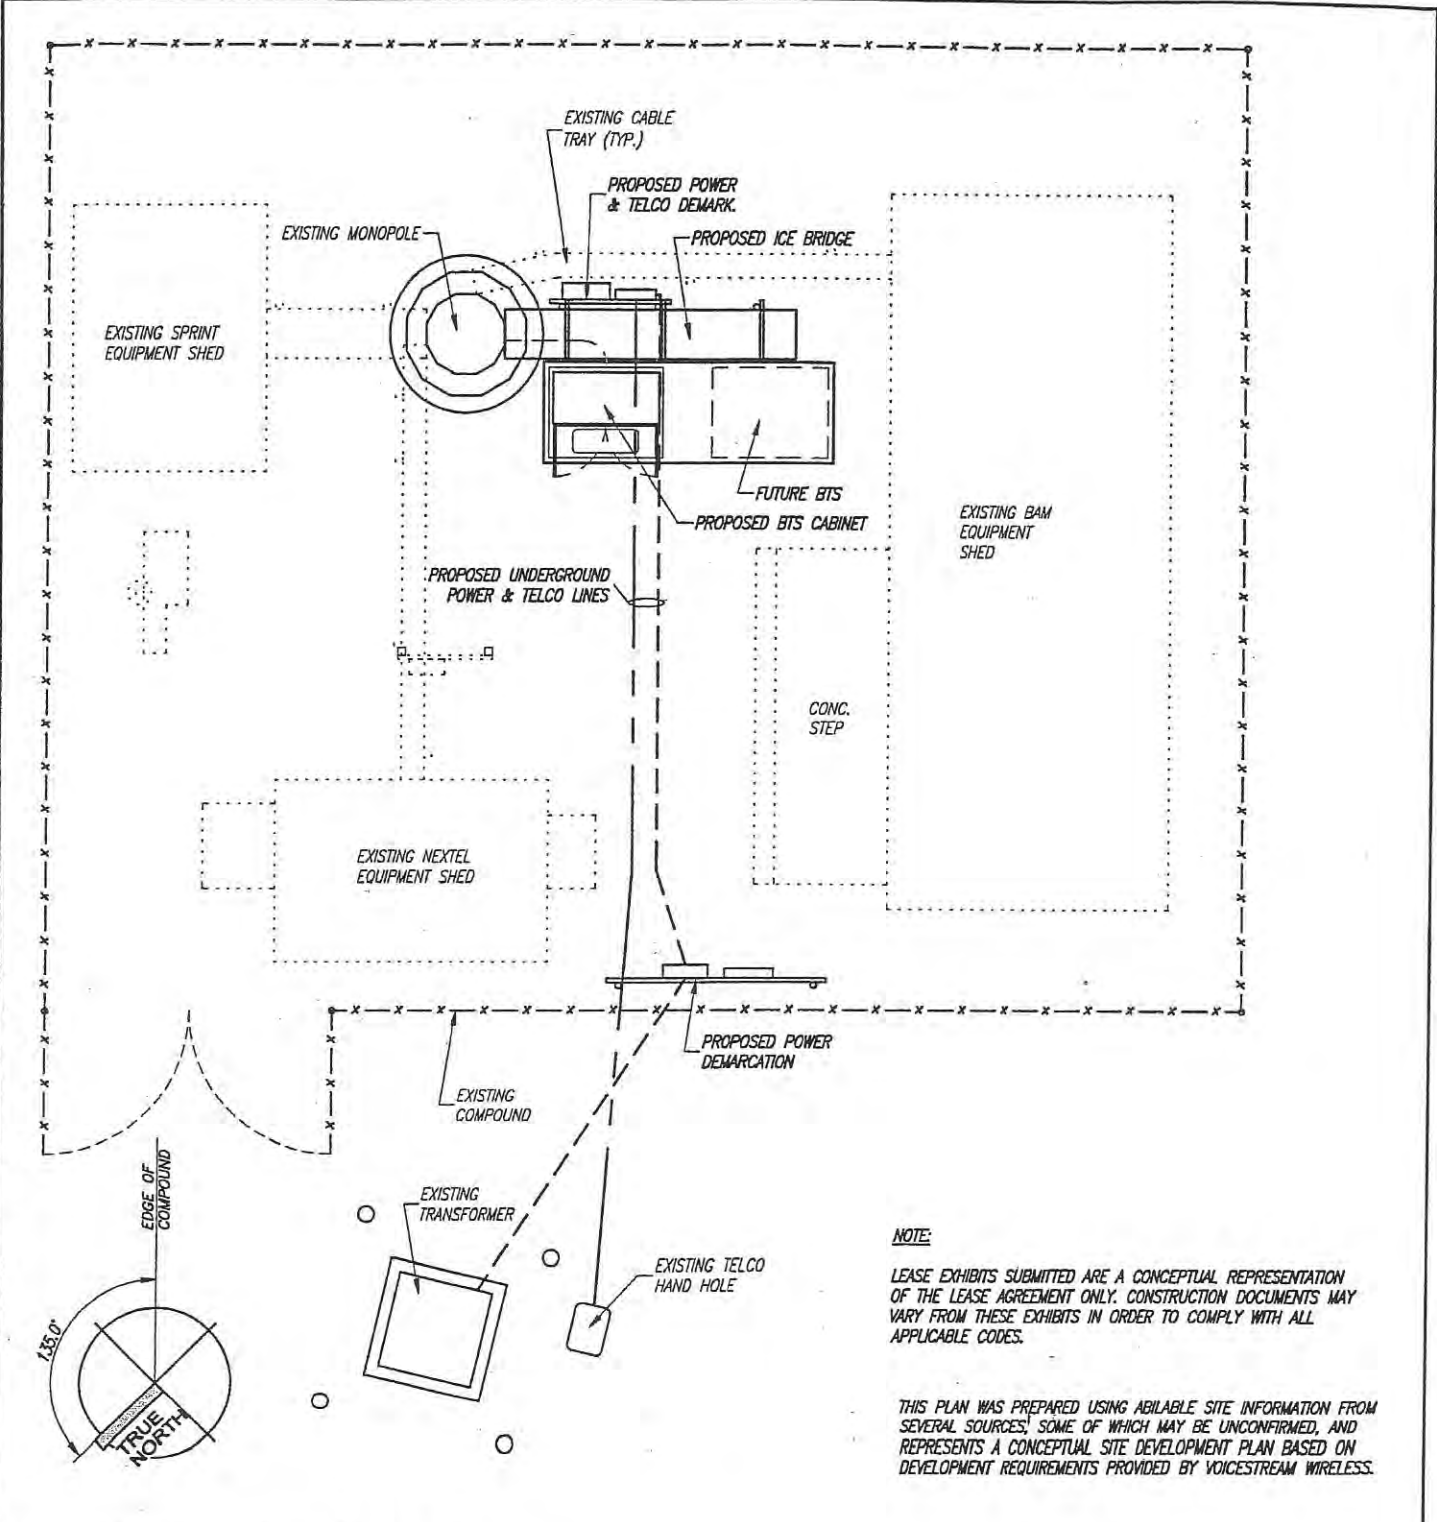 EXISTING CABLE
TRAY (TYP.)
PROPOSED POWER
& TELCO DEMARK.
EXISTING MONOPOLE
PROPOSED ICE BRIDGE
EXISTING SPRINT
EQUIPMENT SHED
FUTURE BTS
PROPOSED BTS CABINET
EXISTING BAM
EQUIPMENT
SHED
PROPOSED UNDERGROUND
POWER & TELCO LINES
CONC.
STEP
EXISTING NEXTEL
EQUIPMENT SHED
PROPOSED POWER
DEMARCATION
EXISTING
COMPOUND
EDGE OF
COMPOUND
EXISTING
TRANSFORMER
EXISTING TELCO
HAND HOLE
135.0°
TRUE
NORTH
NOTE:
LEASE EXHIBITS SUBMITTED ARE A CONCEPTUAL REPRESENTATION
OF THE LEASE AGREEMENT ONLY. CONSTRUCTION DOCUMENTS MAY
VARY FROM THESE EXHIBITS IN ORDER TO COMPLY WITH ALL
APPLICABLE CODES.
THIS PLAN WAS PREPARED USING ABILABLE SITE INFORMATION FROM
SEVERAL SOURCES, SOME OF WHICH MAY BE UNCONFIRMED, AND
REPRESENTS A CONCEPTUAL SITE DEVELOPMENT PLAN BASED ON
DEVELOPMENT REQUIREMENTS PROVIDED BY VOICESTREAM WIRELESS.